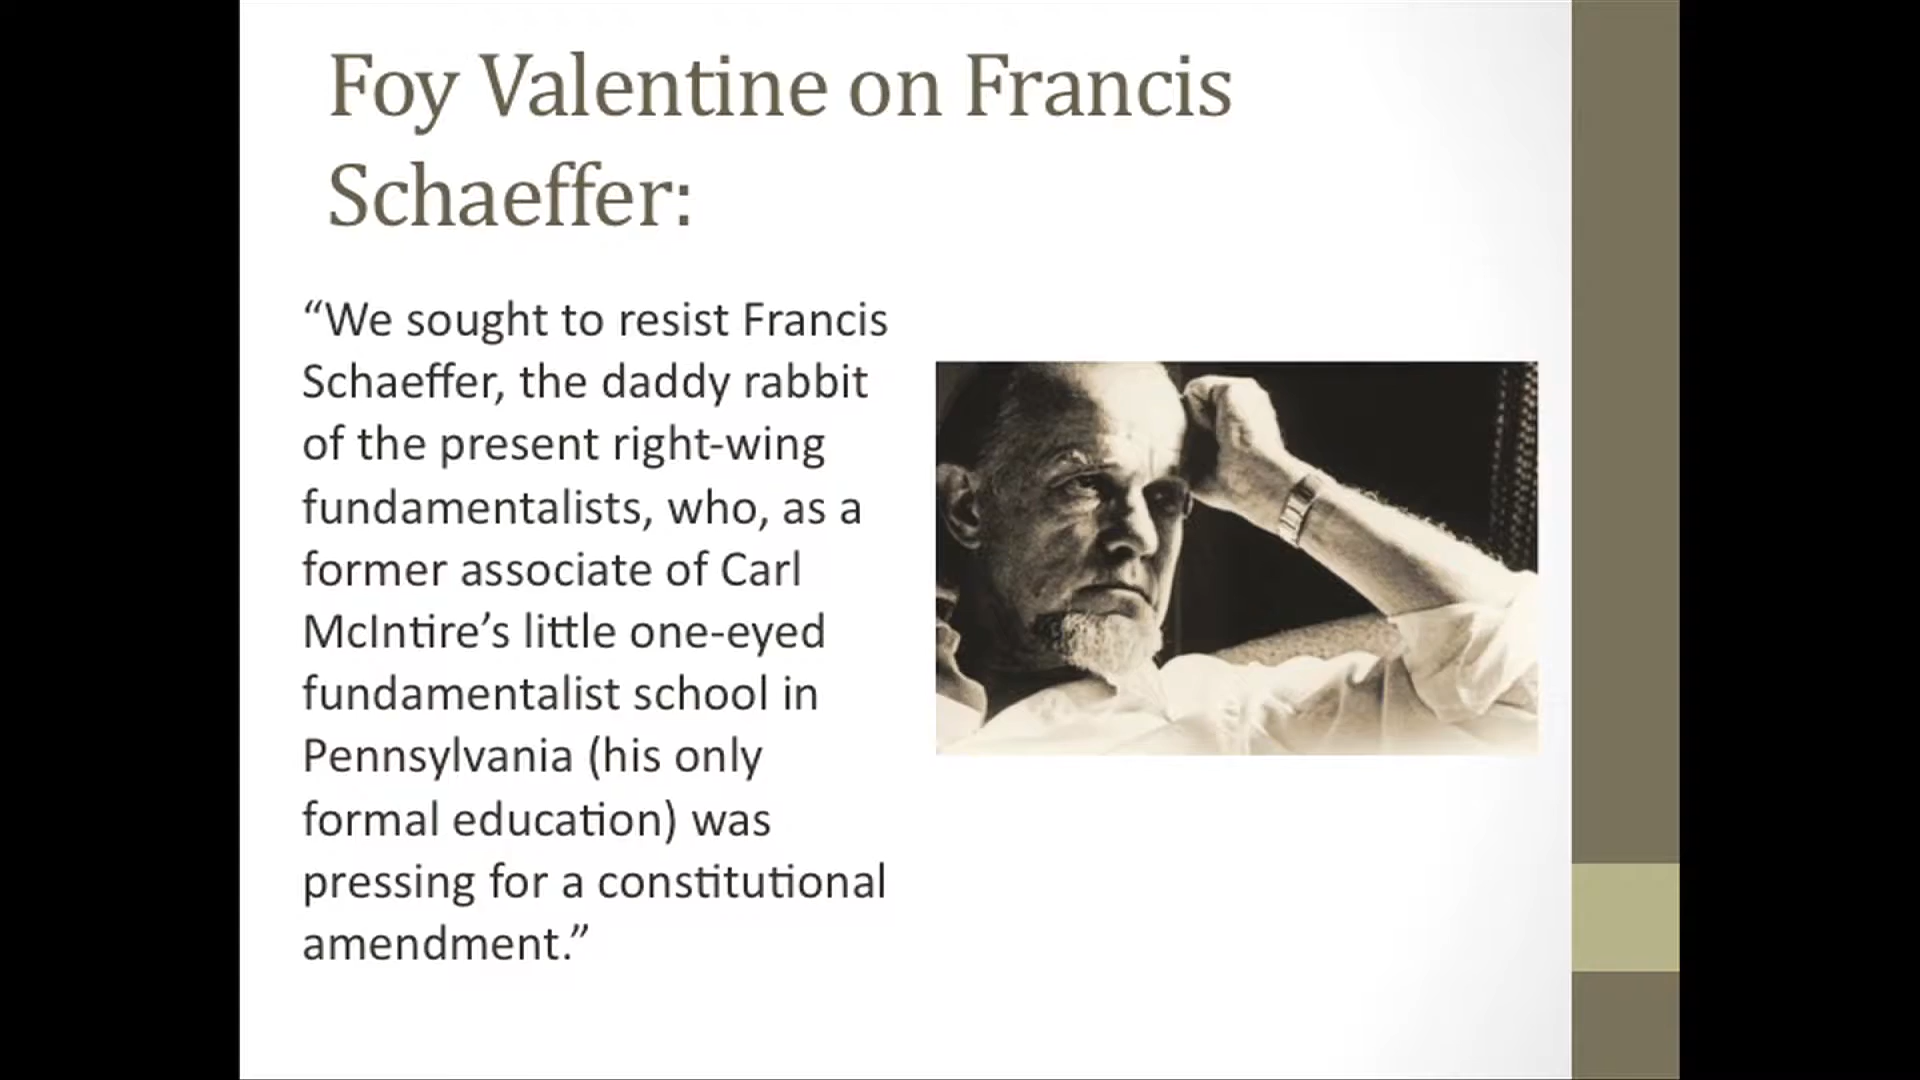 Foy Valentine on Francis
Schaeffer:
“We sought to resist Francis
Schaeffer, the daddy rabbit
of the present right-wing
fundamentalists, who, as a
former associate of Carl
McIntire’s little one-eyed
fundamentalist school in
Pennsylvania (his only
formal education) was
pressing for a constitutional
amendment.”